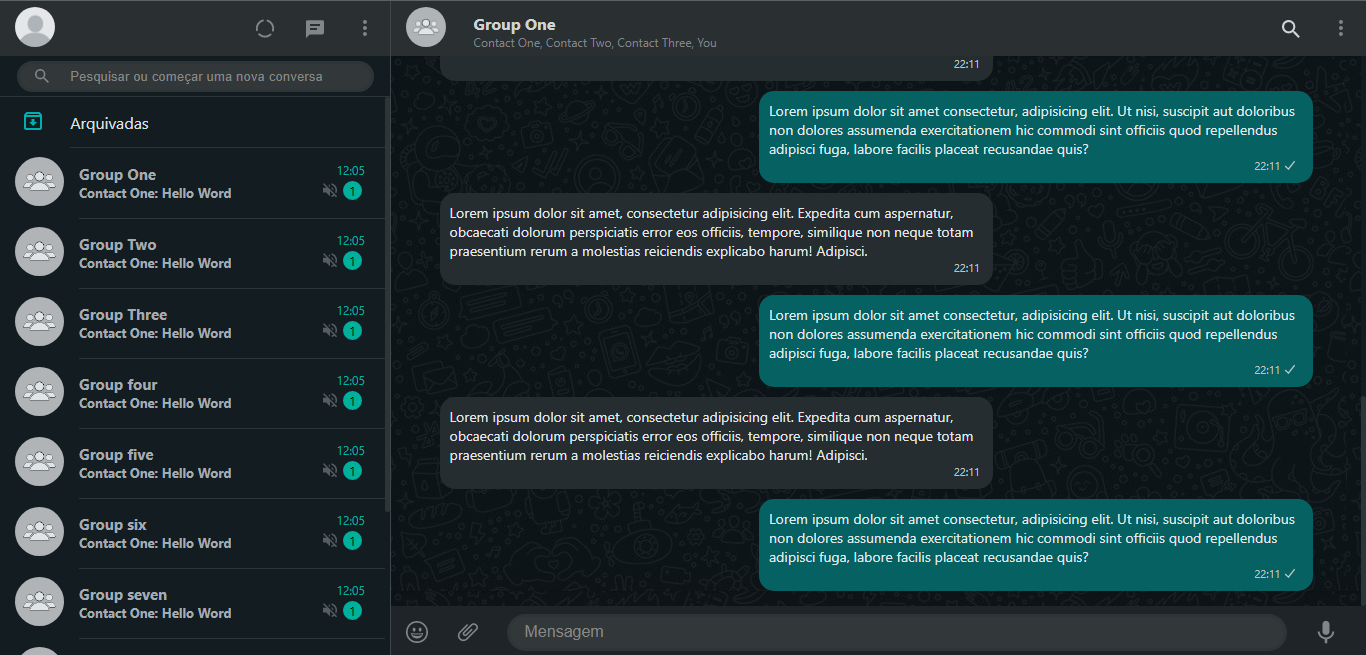 Pesquisar ou começar uma nova conversa
Arquivadas
Group One
12:05
Contact One: Hello Word
1
Group Two
12:05
Contact One: Hello Word
1
Group Three
12:05
Contact One: Hello Word
1
Group four
12:05
Contact One: Hello Word
1
Group five
12:05
Contact One: Hello Word
1
Group six
12:05
Contact One: Hello Word
1
Group seven
12:05
Contact One: Hello Word
1
Group One
Contact One, Contact Two, Contact Three, You
22:11
Lorem ipsum dolor sit amet consectetur, adipisicing elit. Ut nisi, suscipit aut doloribus
non dolores assumenda exercitationem hic commodi sint officiis quod repellendus
adipisci fuga, labore facilis placeat recusandae quis?
22:11
Lorem ipsum dolor sit amet, consectetur adipisicing elit. Expedita cum aspernatur,
obcaecati dolorum perspiciatis error eos officiis, tempore, similique non neque totam
praesentium rerum a molestias reiciendis explicabo harum! Adipisci.
22:11
Lorem ipsum dolor sit amet consectetur, adipisicing elit. Ut nisi, suscipit aut doloribus
non dolores assumenda exercitationem hic commodi sint officiis quod repellendus
adipisci fuga, labore facilis placeat recusandae quis?
22:11
Lorem ipsum dolor sit amet, consectetur adipisicing elit. Expedita cum aspernatur,
obcaecati dolorum perspiciatis error eos officiis, tempore, similique non neque totam
praesentium rerum a molestias reiciendis explicabo harum! Adipisci.
22:11
Lorem ipsum dolor sit amet consectetur, adipisicing elit. Ut nisi, suscipit aut doloribus
non dolores assumenda exercitationem hic commodi sint officiis quod repellendus
adipisci fuga, labore facilis placeat recusandae quis?
22:11
Mensagem